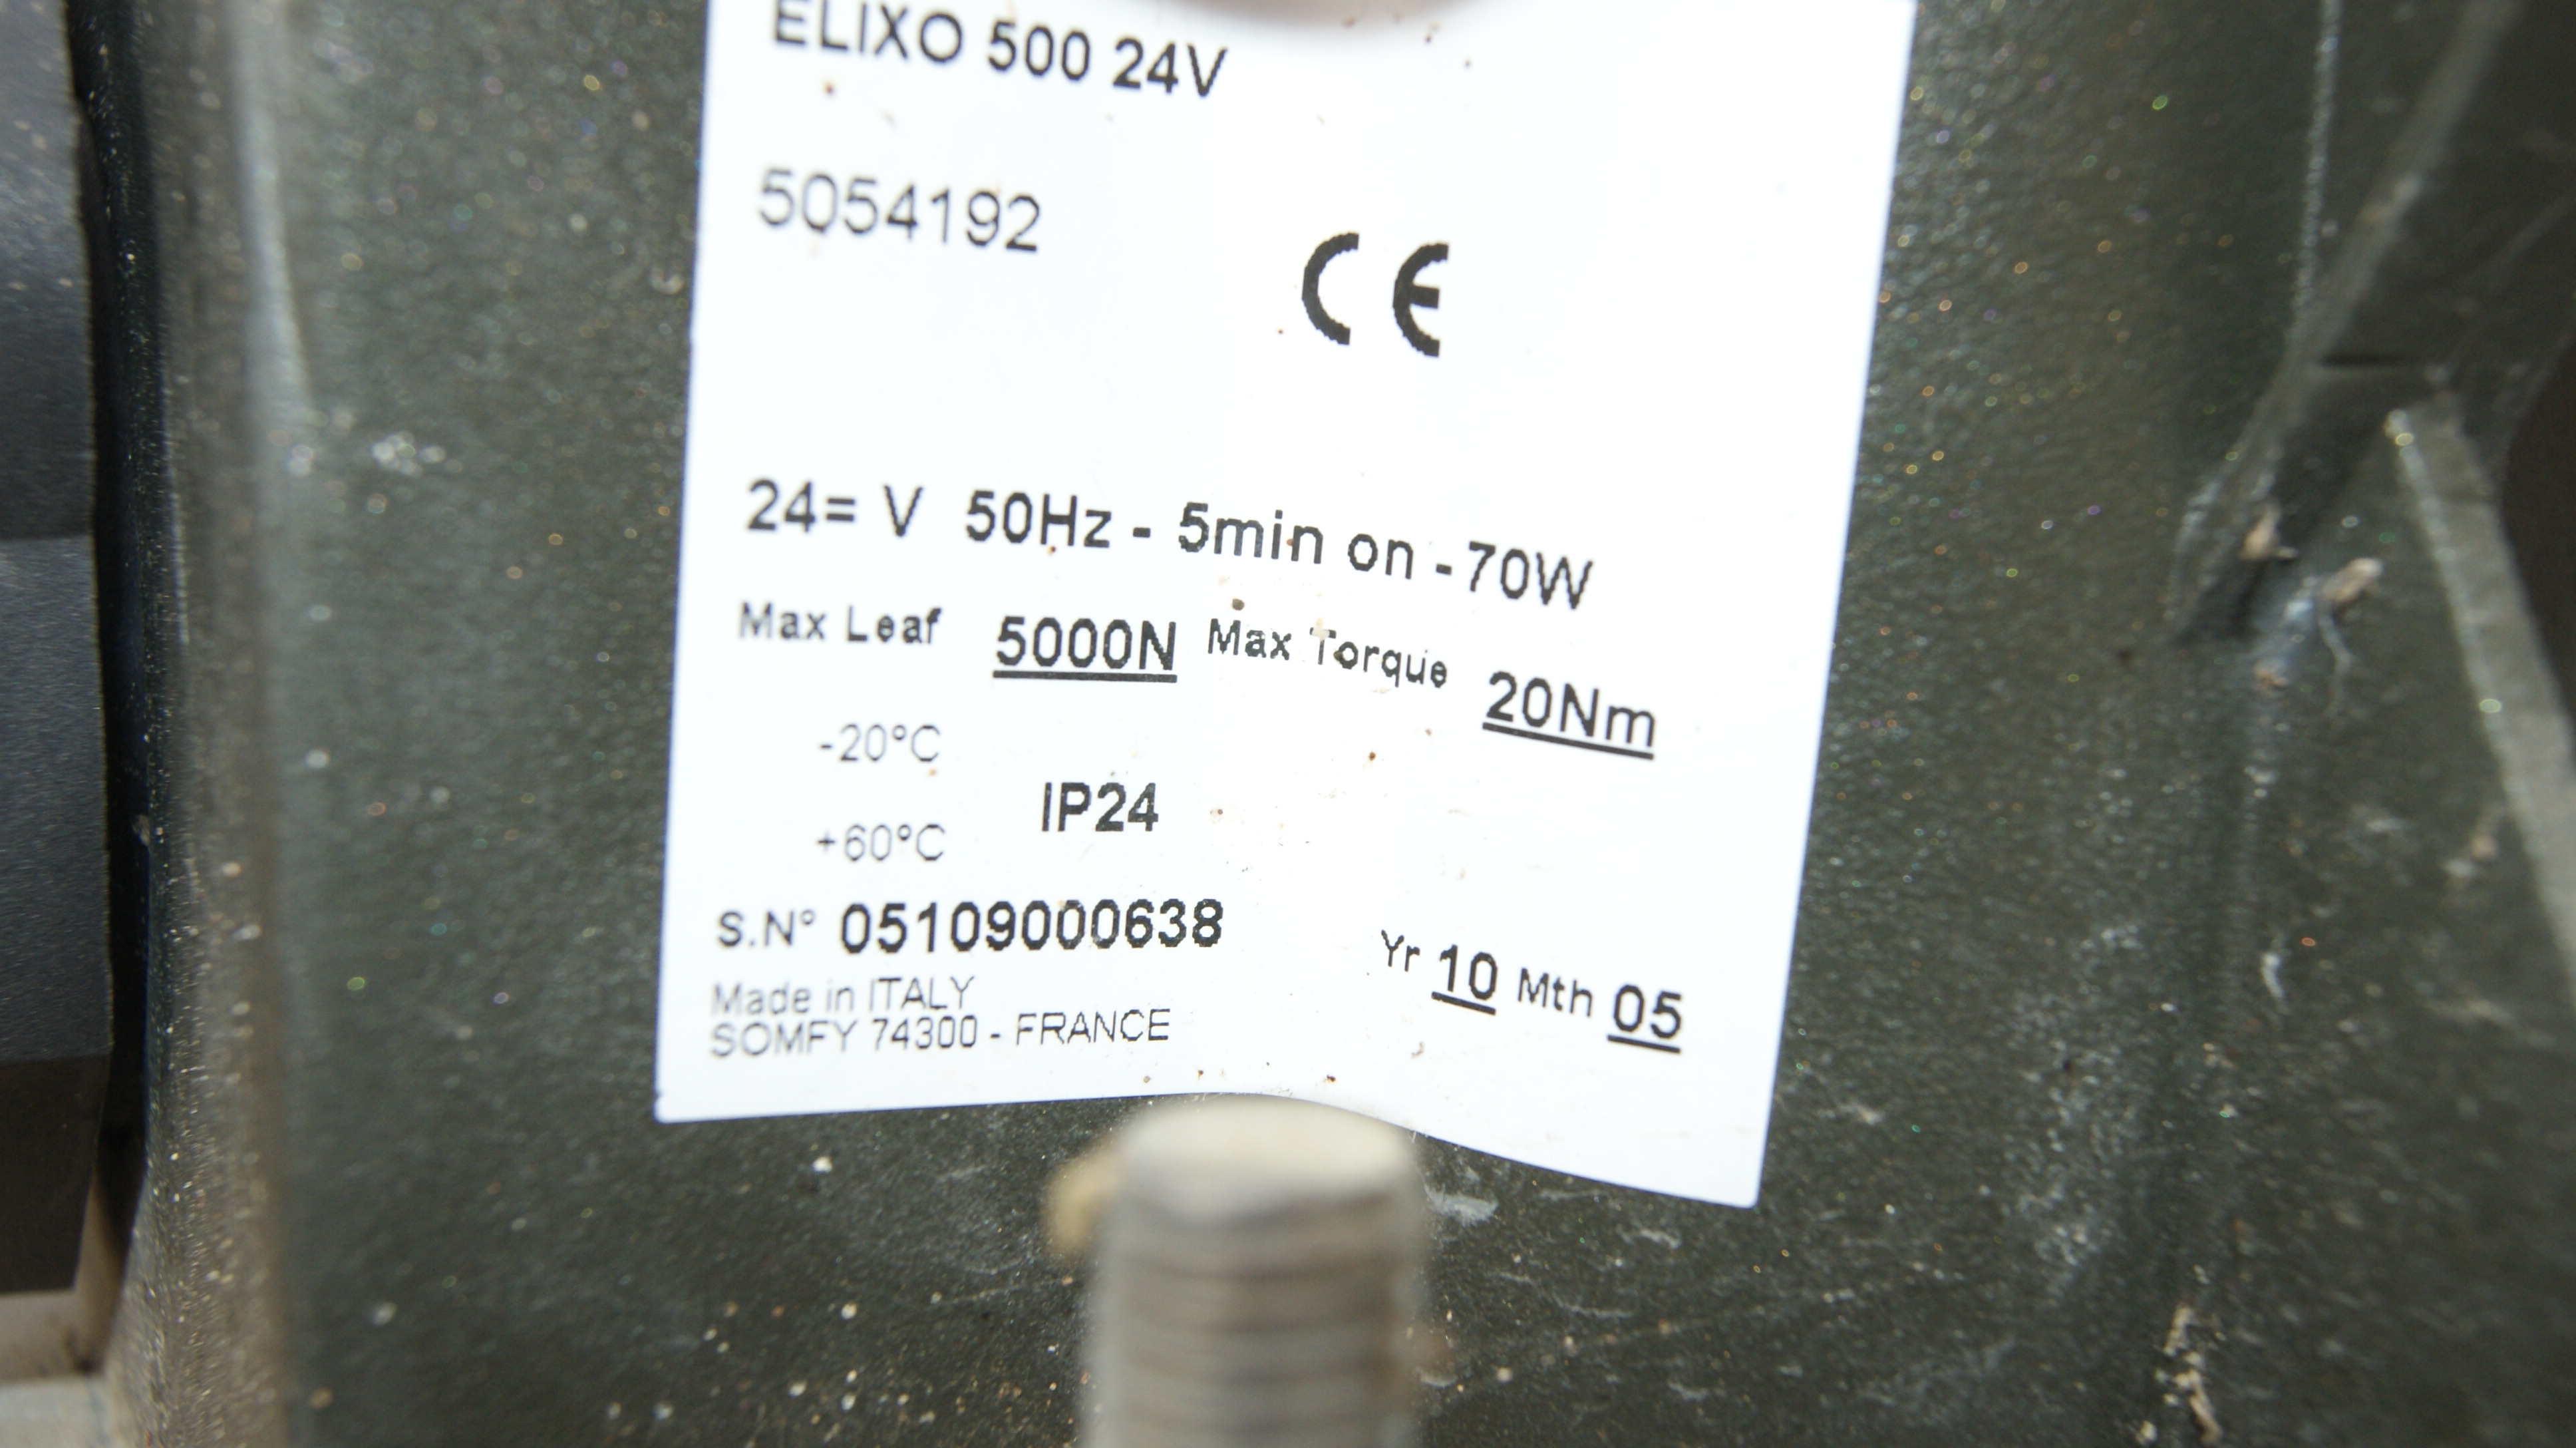 ELIXO 500 24V
5054192
CE
24= V 50Hz - 5min on - 70W
Max Leaf 5000N Max Torque 20Nm
-20°C
IP24
+60°C
S.N° 05109000638
Yr 10 Mth 05
Made in ITALY
SOMFY 74300 - FRANCE